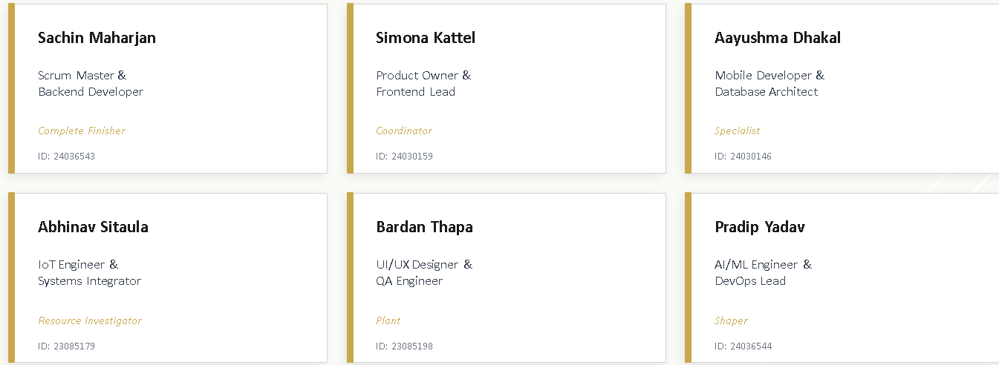 Sachin Maharjan
Scrum Master &
Backend Developer
Complete Finisher
ID: 24036543
Simona Kattel
Product Owner &
Frontend Lead
Coordinator
ID: 24030159
Aayushma Dhakal
Mobile Developer &
Database Architect
Specialist
ID: 24030146
Abhinav Sitaula
IoT Engineer &
Systems Integrator
Resource Investigator
ID: 23085179
Bardan Thapa
UI/UX Designer &
QA Engineer
Plant
ID: 23085198
Pradip Yadav
AI/ML Engineer &
DevOps Lead
Shaper
ID: 24036544